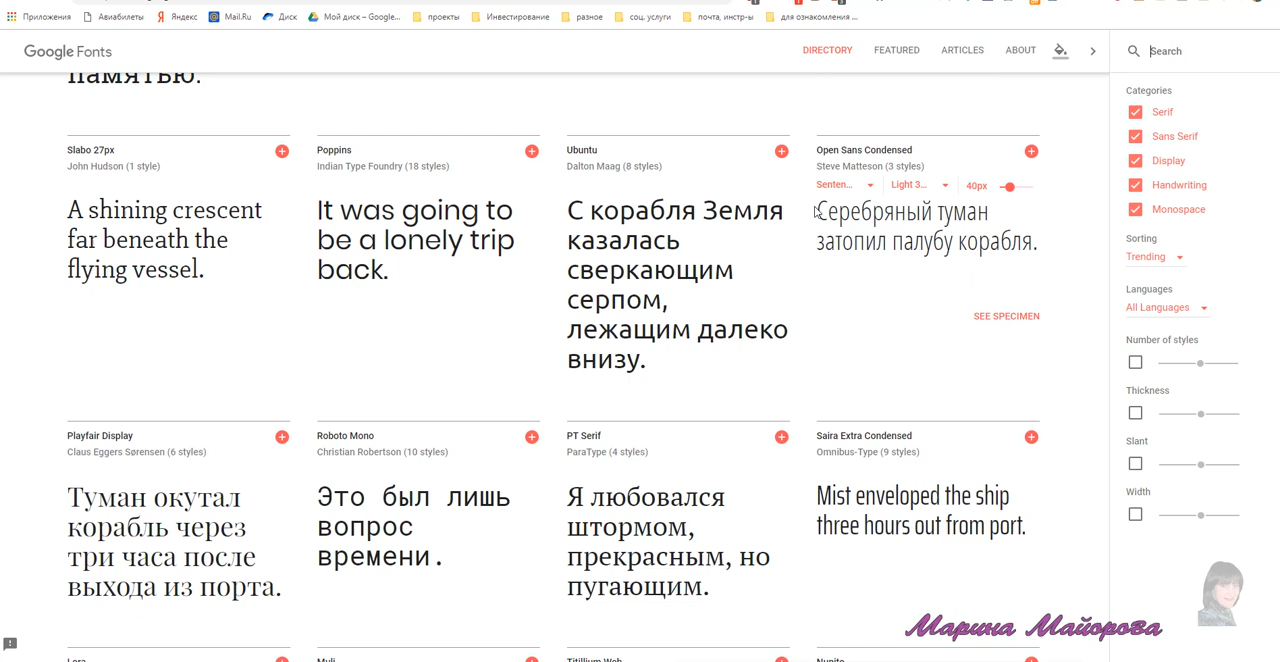 Приложения Авиабилеты Яндекс Mail.Ru Диск Мой диск – Google... проекты Инвестирование разное соц. услуги почта, инстр-ы для ознакомления ...
Google Fonts DIRECTORY FEATURED ARTICLES ABOUT Search
памятью.
Slabo 27px
John Hudson (1 style)
A shining crescent
far beneath the
flying vessel.
Poppins
Indian Type Foundry (18 styles)
It was going to
be a lonely trip
back.
Ubuntu
Dalton Maag (8 styles)
С корабля Земля
казалась
сверкающим
серпом,
лежащим далеко
внизу.
Open Sans Condensed
Steve Matteson (3 styles)
Senten... Light 3... 40px
Серебряный туман
затопил палубу корабля.
SEE SPECIMEN
Playfair Display
Claus Eggers Sørensen (6 styles)
Туман окутал
корабль через
три часа после
выхода из порта.
Roboto Mono
Christian Robertson (10 styles)
Это был лишь
вопрос
времени.
PT Serif
ParaType (4 styles)
Я любовался
штормом,
прекрасным, но
пугающим.
Saira Extra Condensed
Omnibus-Type (9 styles)
Mist enveloped the ship
three hours out from port.
Lora Muli Titillium Web Nunito
Categories
Serif
Sans Serif
Display
Handwriting
Monospace
Sorting
Trending
Languages
All Languages
Number of styles
Thickness
Slant
Width
Марина Майорова